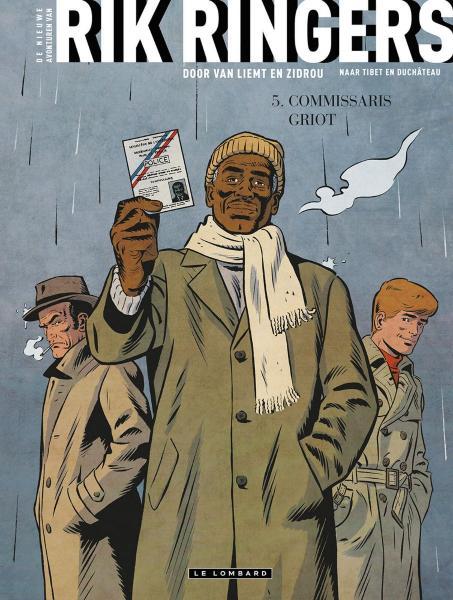 DE NIEUWE
AVONTUREN VAN
RIK RINGERS
DOOR VAN LIEMT EN ZIDROU
NAAR TIBET EN DUCHÂTEAU
5. COMMISSARIS
GRIOT
POLICE
LE LOMBARD